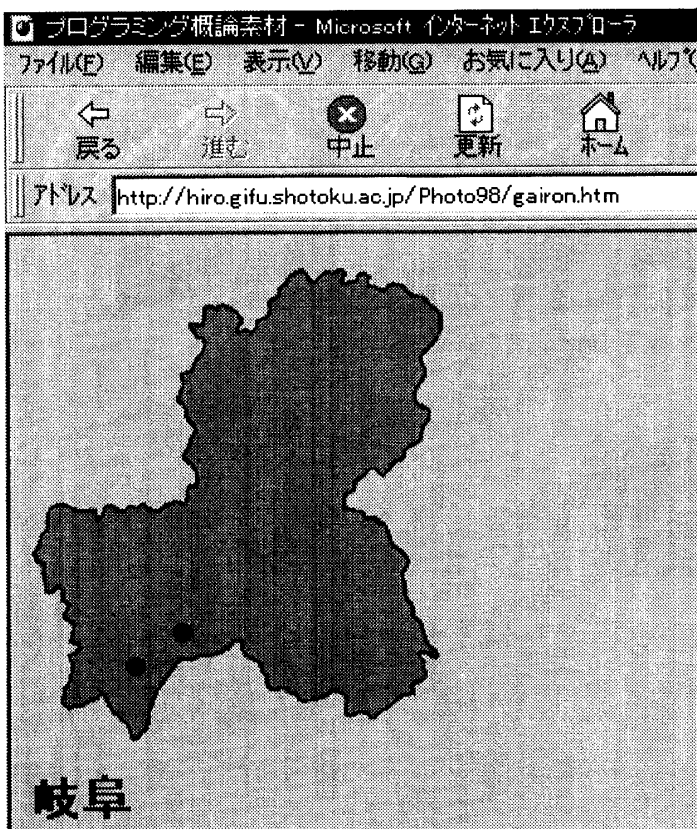 プログラミング概論素材 - Microsoft インターネット エクスプローラ
ファイル(F) 編集(E) 表示(V) 移動(G) お気に入り(A) ヘルプ(
戻る 進む 中止 更新 ホーム
アドレス http://hiro.gifu.shotoku.ac.jp/Photo98/gairon.htm
岐阜